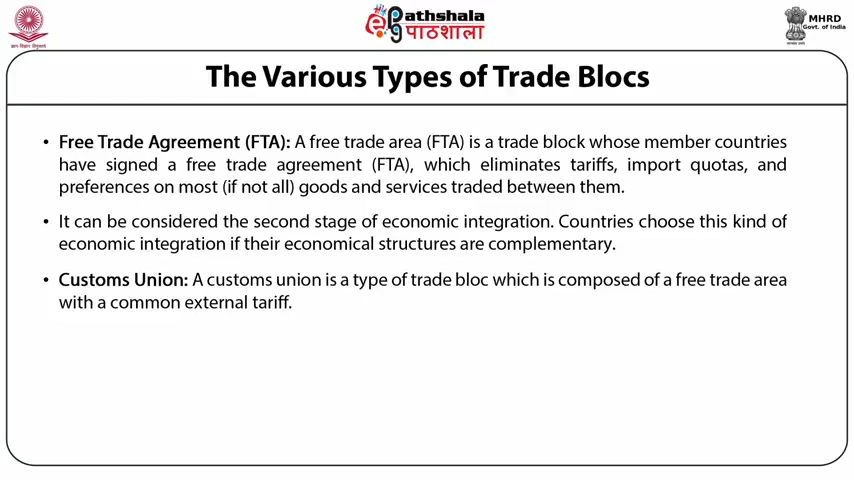 ePathshala
पाठशाला
MHRD
Govt. of India
The Various Types of Trade Blocs
• Free Trade Agreement (FTA): A free trade area (FTA) is a trade block whose member countries
have signed a free trade agreement (FTA), which eliminates tariffs, import quotas, and
preferences on most (if not all) goods and services traded between them.
• It can be considered the second stage of economic integration. Countries choose this kind of
economic integration if their economical structures are complementary.
• Customs Union: A customs union is a type of trade bloc which is composed of a free trade area
with a common external tariff.